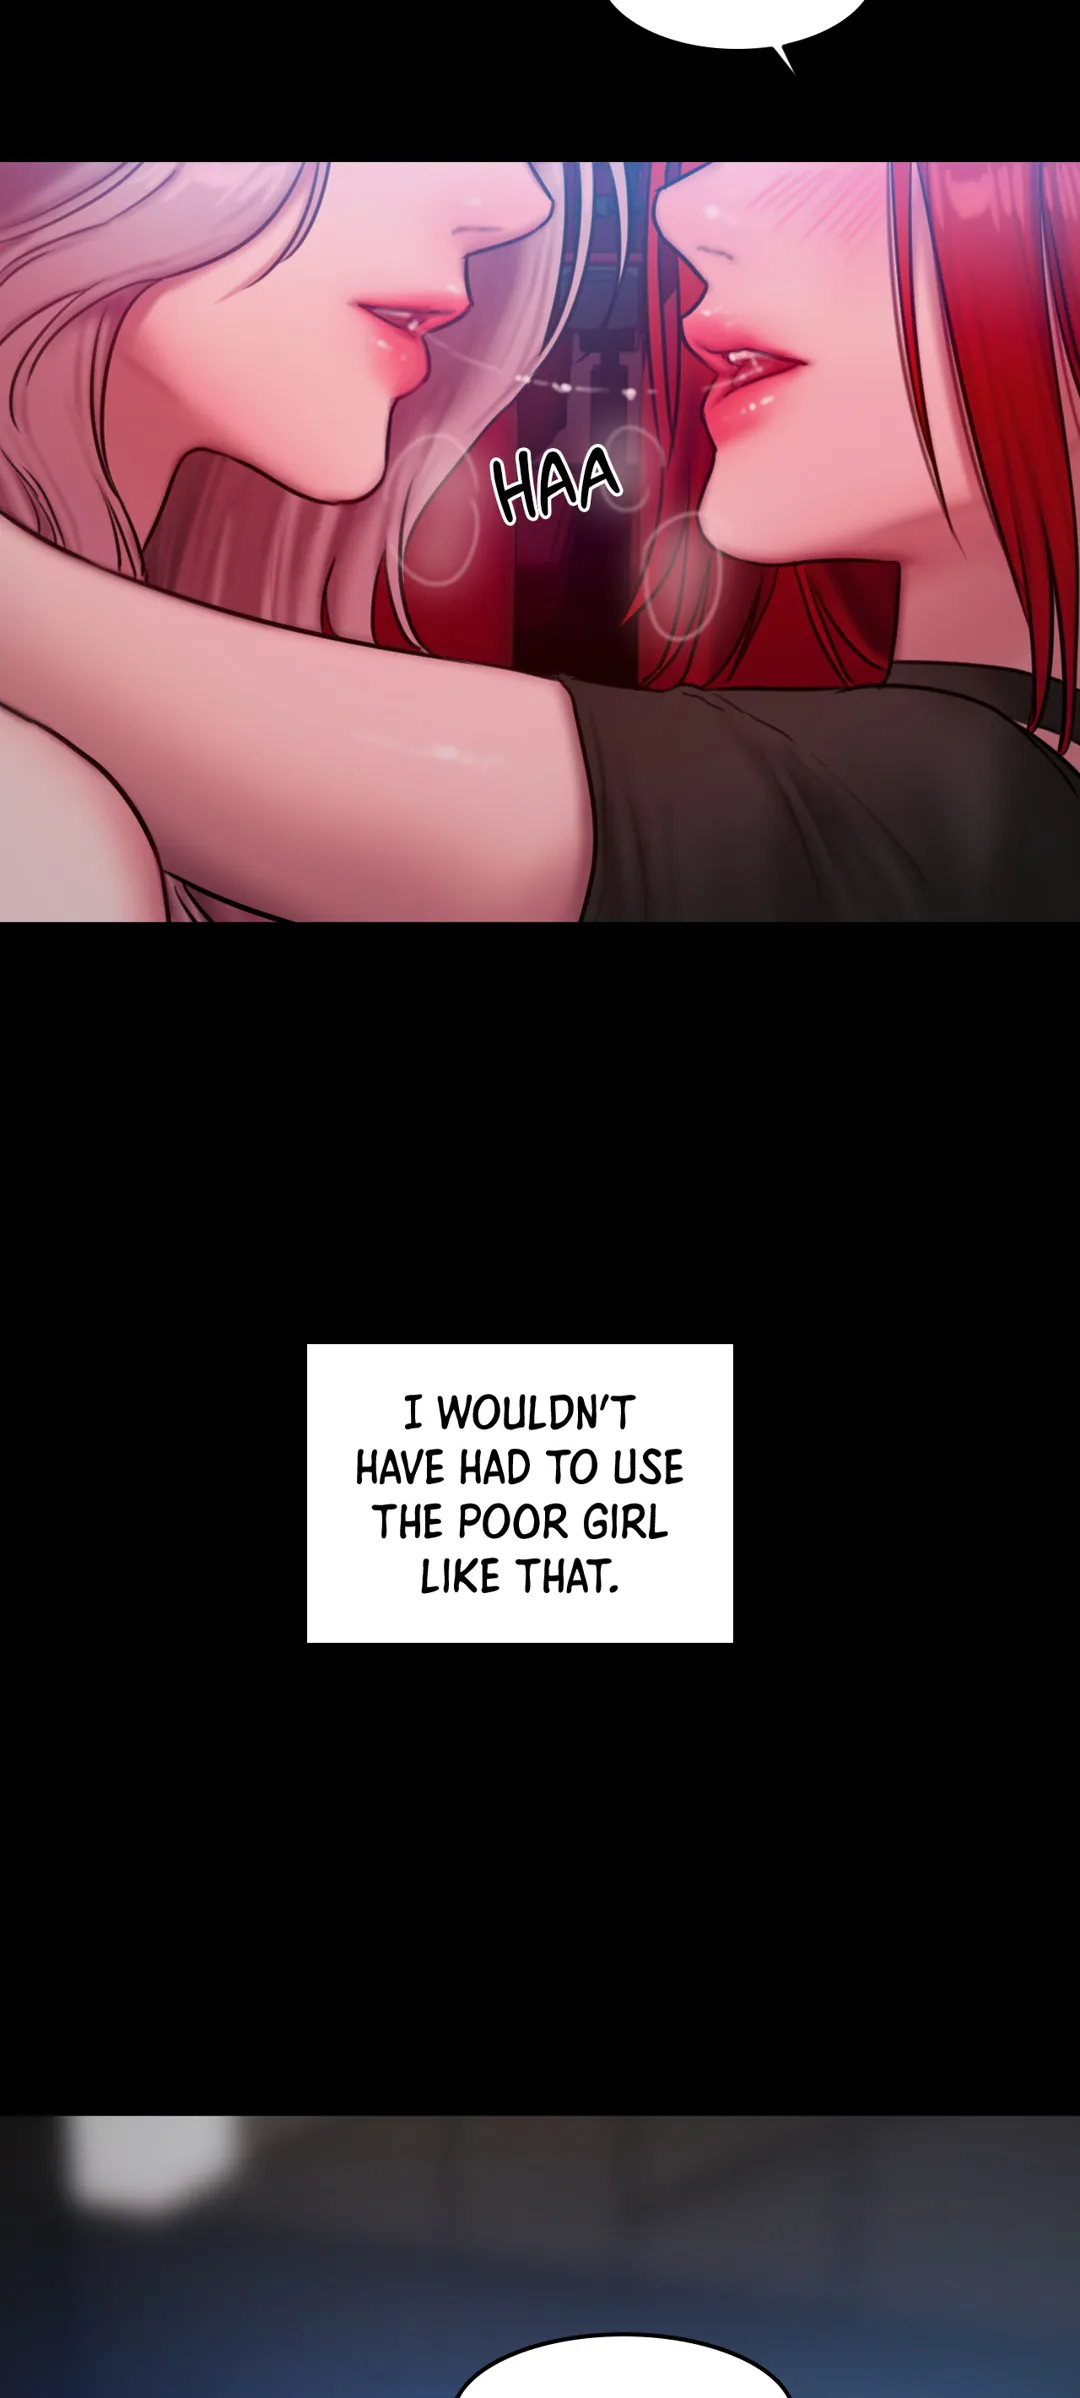 HAA
I WOULDN'T
HAVE HAD TO USE
THE POOR GIRL
LIKE THAT.